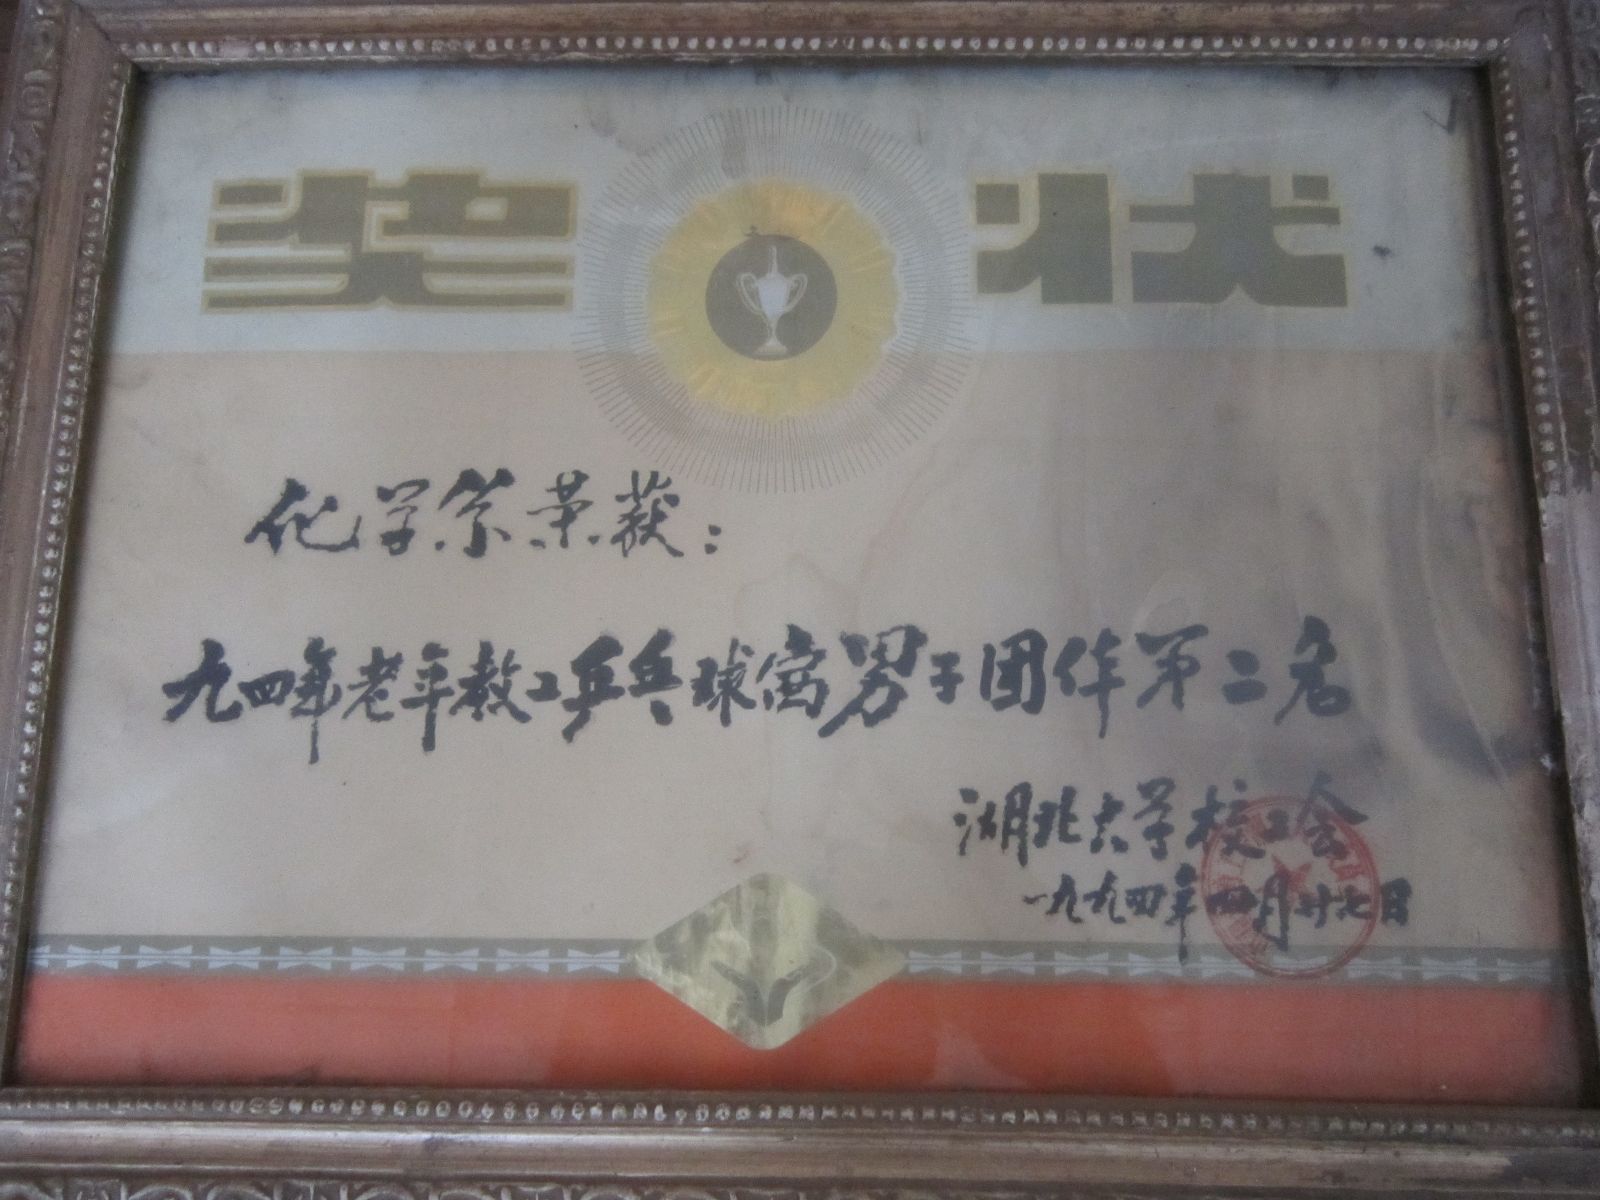 奖状
化学系荣获：
九四年老年教工乒乓球赛男子团体第二名
湖北大学校工会
一九九四年四月廿七日